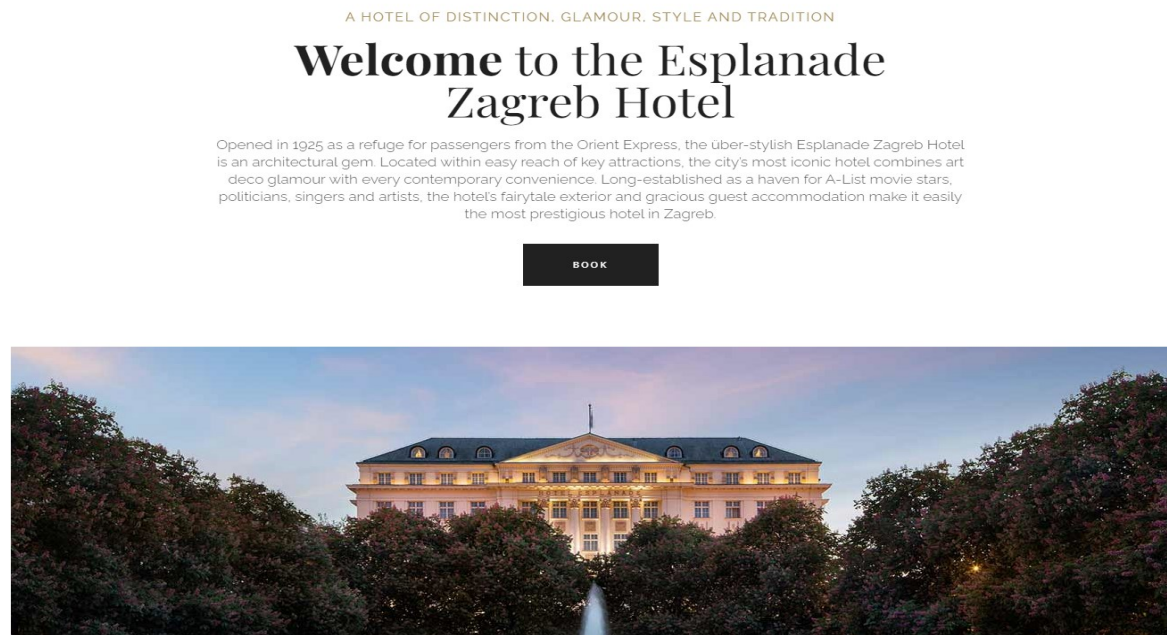 A HOTEL OF DISTINCTION, GLAMOUR, STYLE AND TRADITION
Welcome to the Esplanade
Zagreb Hotel
Opened in 1925 as a refuge for passengers from the Orient Express, the über-stylish Esplanade Zagreb Hotel
is an architectural gem. Located within easy reach of key attractions, the city's most iconic hotel combines art
deco glamour with every contemporary convenience. Long-established as a haven for A-List movie stars,
politicians, singers and artists, the hotel's fairytale exterior and gracious guest accommodation make it easily
the most prestigious hotel in Zagreb.
BOOK